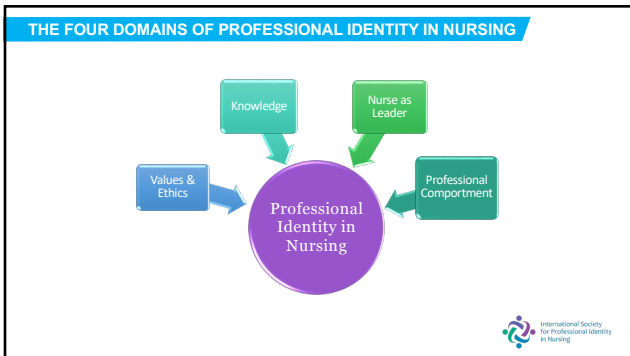 THE FOUR DOMAINS OF PROFESSIONAL IDENTITY IN NURSING
Knowledge
Nurse as
Leader
Values &
Ethics
Professional
Comportment
Professional
Identity in
Nursing
International Society
for Professional Identity
in Nursing